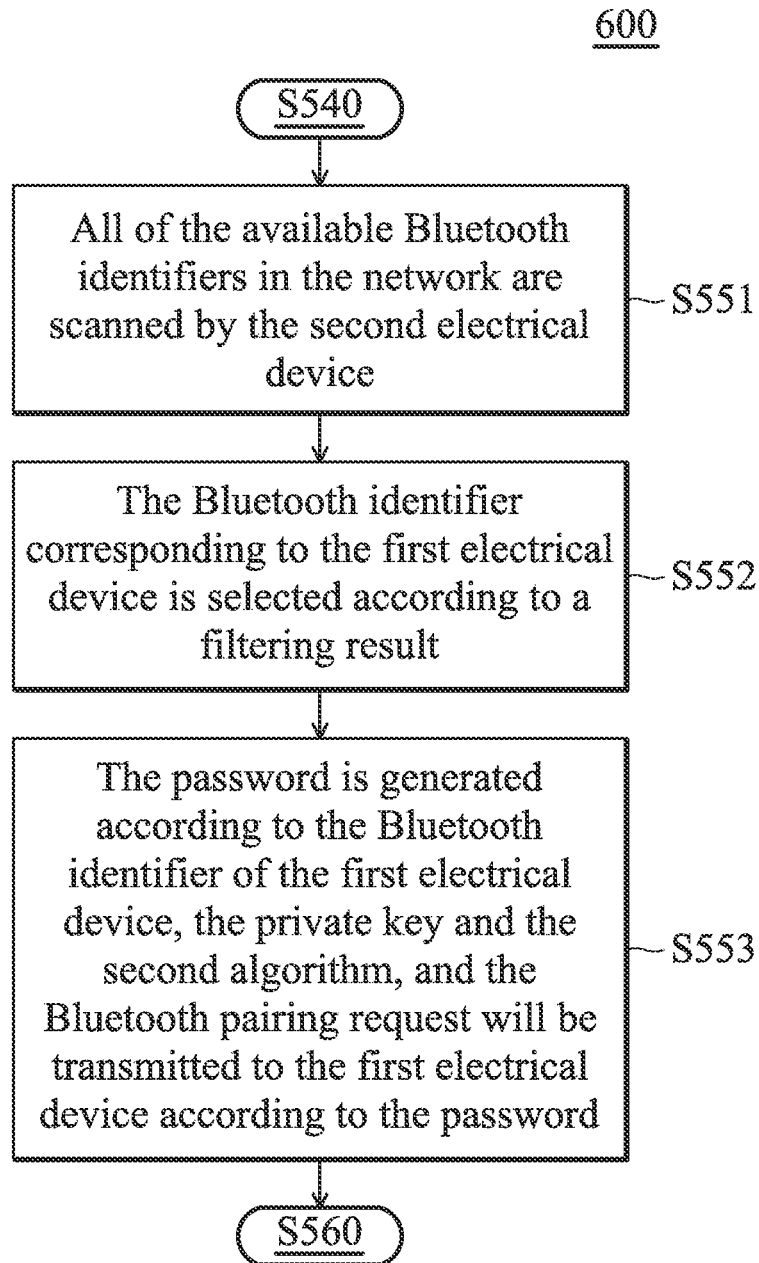 600
S540
All of the available Bluetooth
identifiers in the network are
scanned by the second electrical
device
S551
The Bluetooth identifier
corresponding to the first electrical
device is selected according to a
filtering result
S552
The password is generated
according to the Bluetooth
identifier of the first electrical
device, the private key and the
second algorithm, and the
Bluetooth pairing request will be
transmitted to the first electrical
device according to the password
S553
S560